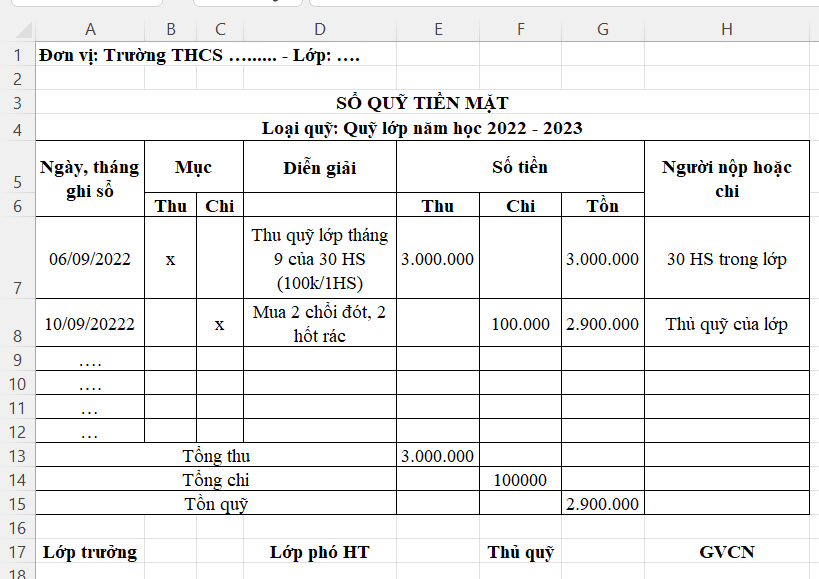 A B C D E F G H
1 Đơn vị: Trường THCS …...... - Lớp: ….
2
3 SỔ QUỸ TIỀN MẶT
4 Loại quỹ: Quỹ lớp năm học 2022 - 2023
5 Ngày, tháng ghi sổ Mục Diễn giải Số tiền Người nộp hoặc chi
6 Thu Chi Thu Chi Tồn
7 06/09/2022 x Thu quỹ lớp tháng 9 của 30 HS (100k/1HS) 3.000.000 3.000.000 30 HS trong lớp
8 10/09/20222 x Mua 2 chổi đót, 2 hốt rác 100.000 2.900.000 Thủ quỹ của lớp
9 ….
10 ….
11 …
12 …
13 Tổng thu 3.000.000
14 Tổng chi 100000
15 Tồn quỹ 2.900.000
16
17 Lớp trưởng Lớp phó HT Thủ quỹ GVCN
18